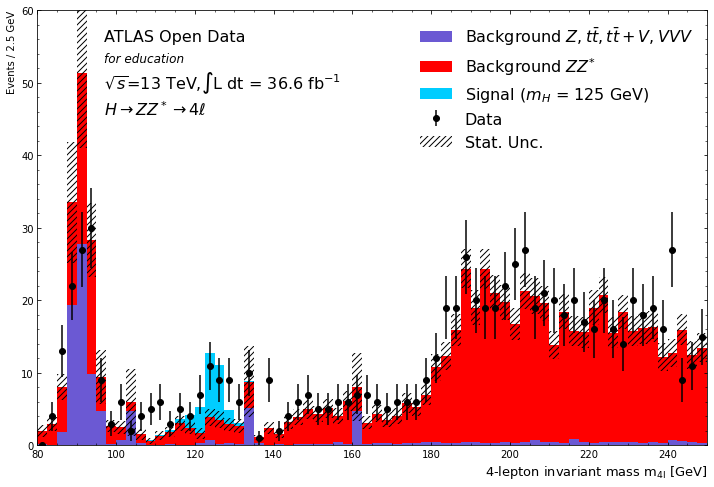 ATLAS Open Data
for education
√s=13 TeV,∫L dt = 36.6 fb⁻¹
H → ZZ* → 4ℓ
Background Z, tt̄, tt̄ + V, VVV
Background ZZ*
Signal (m_H = 125 GeV)
Data
Stat. Unc.
Events / 2.5 GeV
60
50
40
30
20
10
0
80 100 120 140 160 180 200 220 240
4-lepton invariant mass m_4l [GeV]